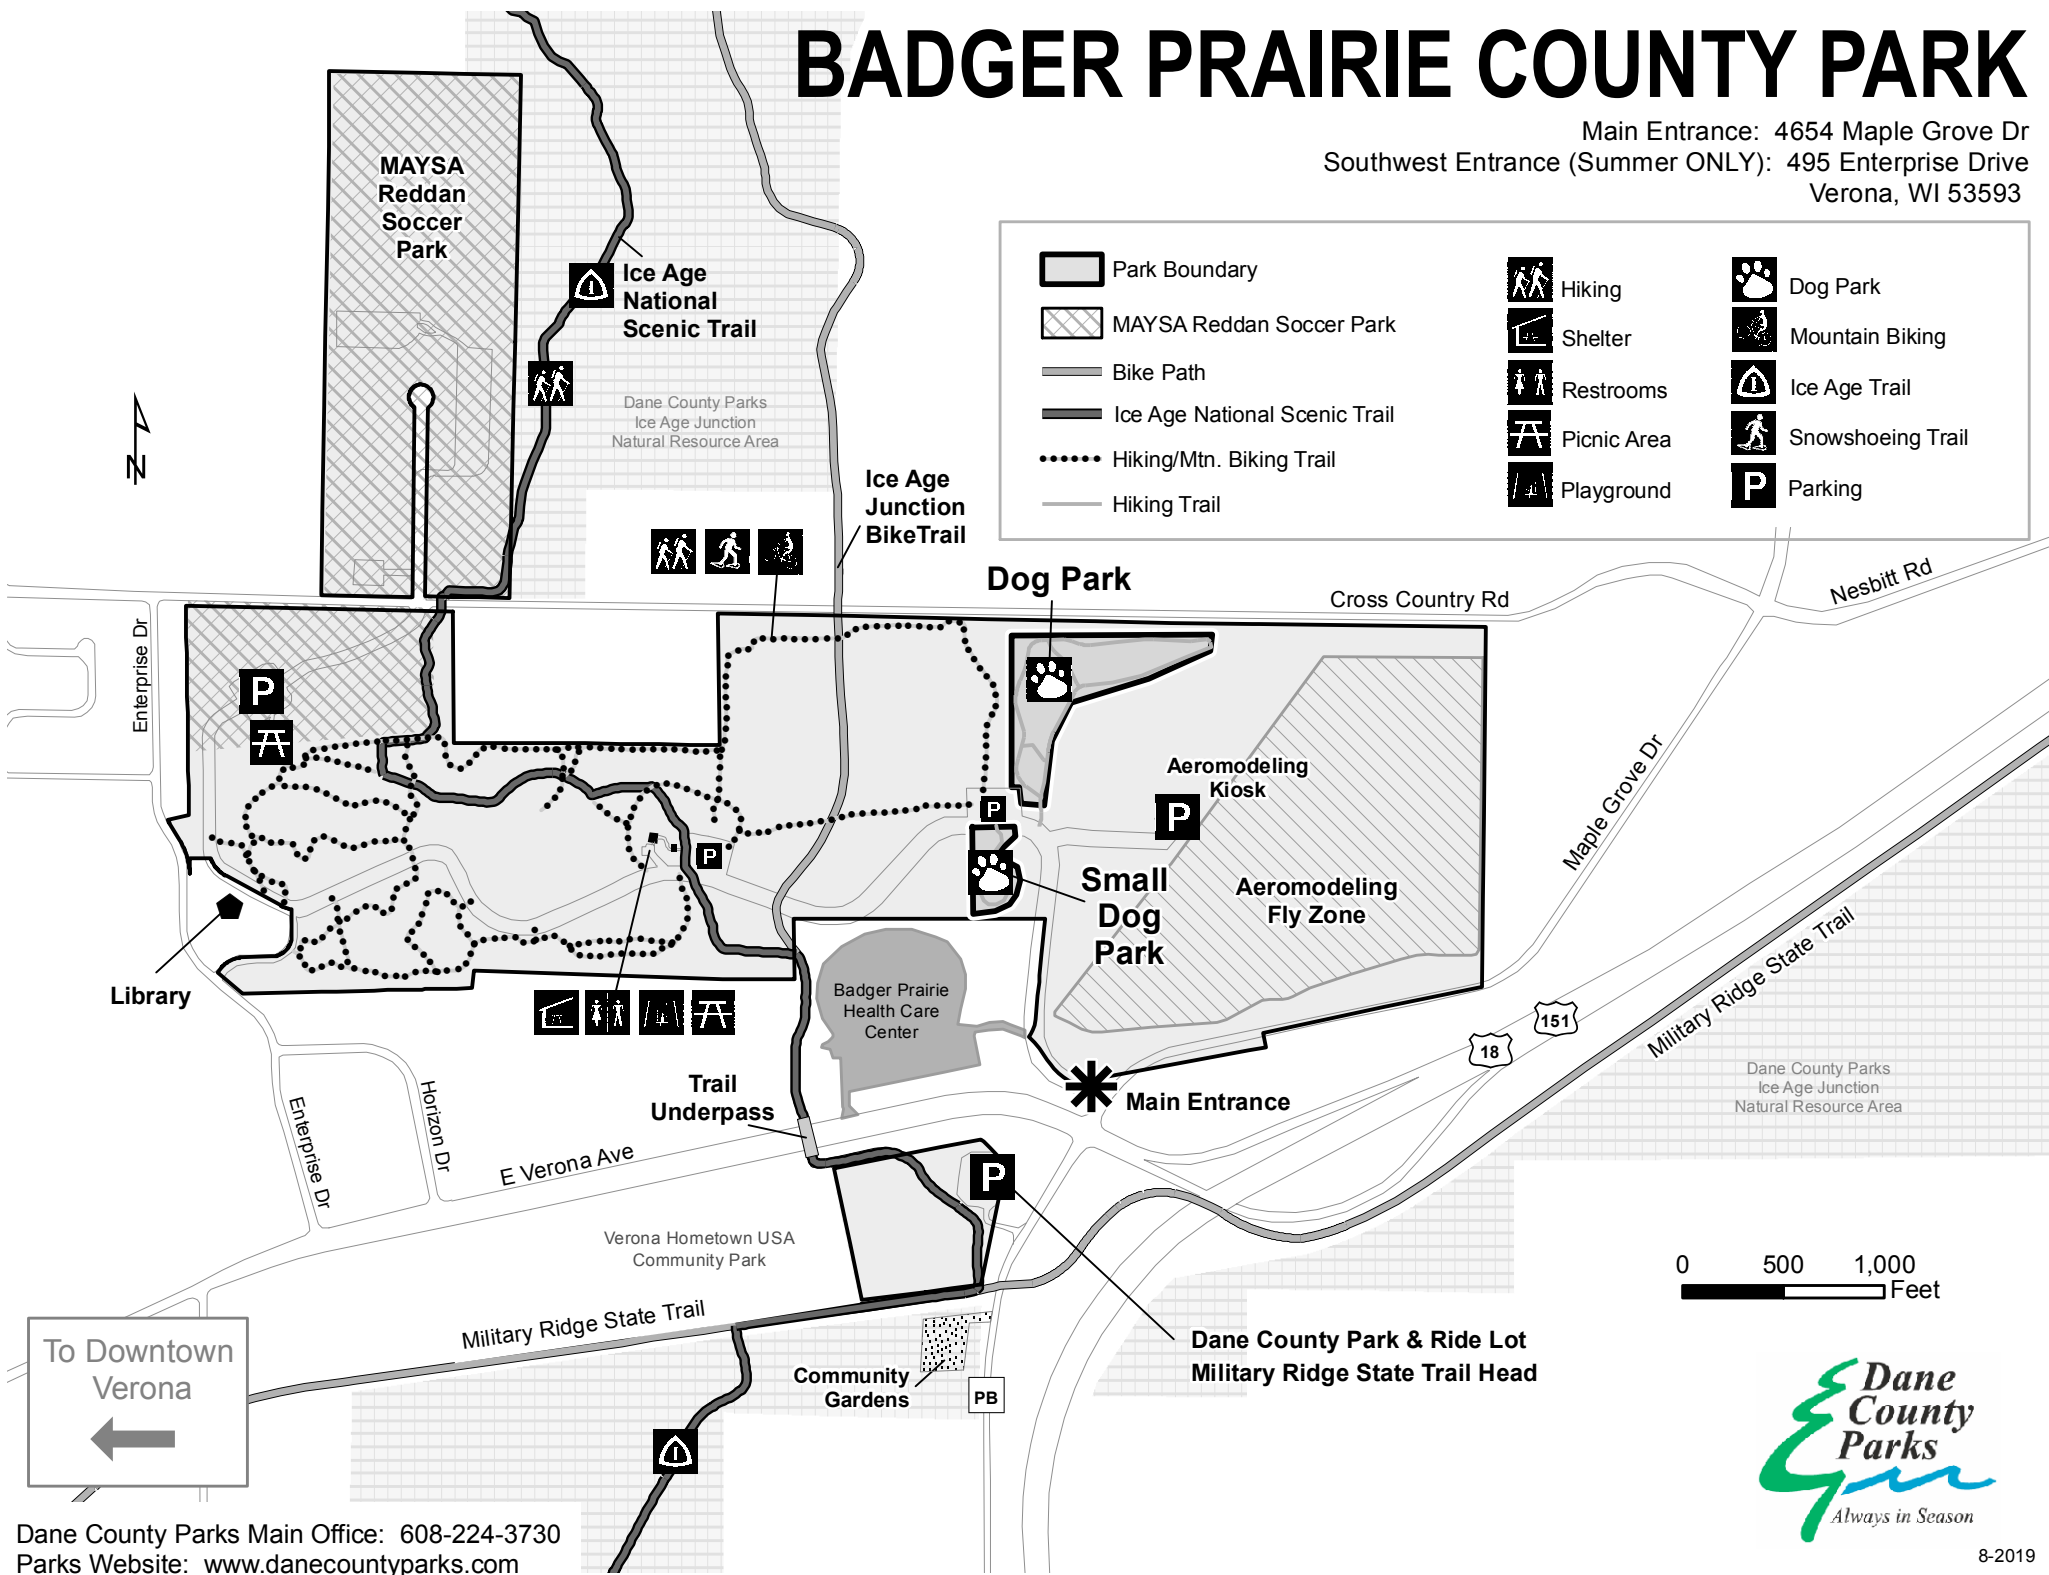 BADGER PRAIRIE COUNTY PARK
Main Entrance: 4654 Maple Grove Dr
Southwest Entrance (Summer ONLY): 495 Enterprise Drive
Verona, WI 53593
Park Boundary
MAYSA Reddan Soccer Park
Bike Path
Ice Age National Scenic Trail
Hiking/Mtn. Biking Trail
Hiking Trail
Hiking
Shelter
Restrooms
Picnic Area
Playground
Dog Park
Mountain Biking
Ice Age Trail
Snowshoeing Trail
P
Parking
MAYSA
Reddan
Soccer
Park
Ice Age
National
Scenic Trail
Dane County Parks
Ice Age Junction
Natural Resource Area
N
Ice Age
Junction
BikeTrail
Dog Park
Cross Country Rd
Nesbitt Rd
Enterprise Dr
P
Aeromodeling
Kiosk
P
P
P
Maple Grove Dr
Small
Dog
Park
Aeromodeling
Fly Zone
Library
Badger Prairie
Health Care
Center
Military Ridge State Trail
151
18
Dane County Parks
Ice Age Junction
Natural Resource Area
Trail
Underpass
Main Entrance
Horizon Dr
Enterprise Dr
E Verona Ave
P
Verona Hometown USA
Community Park
0 500 1,000
Feet
Military Ridge State Trail
To Downtown
Verona
Community
Gardens
PB
Dane County Park & Ride Lot
Military Ridge State Trail Head
Dane
County
Parks
Always in Season
Dane County Parks Main Office: 608-224-3730
Parks Website: www.danecountyparks.com
8-2019